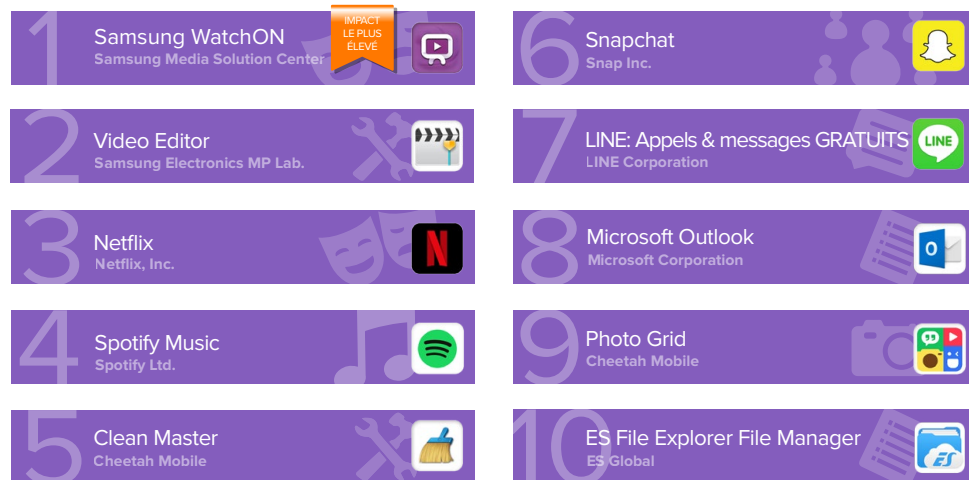 1
Samsung WatchON
Samsung Media Solution Center
IMPACT
LE PLUS
ÉLEVÉ
2
Video Editor
Samsung Electronics MP Lab.
3
Netflix
Netflix, Inc.
N
4
Spotify Music
Spotify Ltd.
5
Clean Master
Cheetah Mobile
6
Snapchat
Snap Inc.
7
LINE: Appels & messages GRATUITS
LINE Corporation
LINE
8
Microsoft Outlook
Microsoft Corporation
O
9
Photo Grid
Cheetah Mobile
10
ES File Explorer File Manager
ES Global
ES